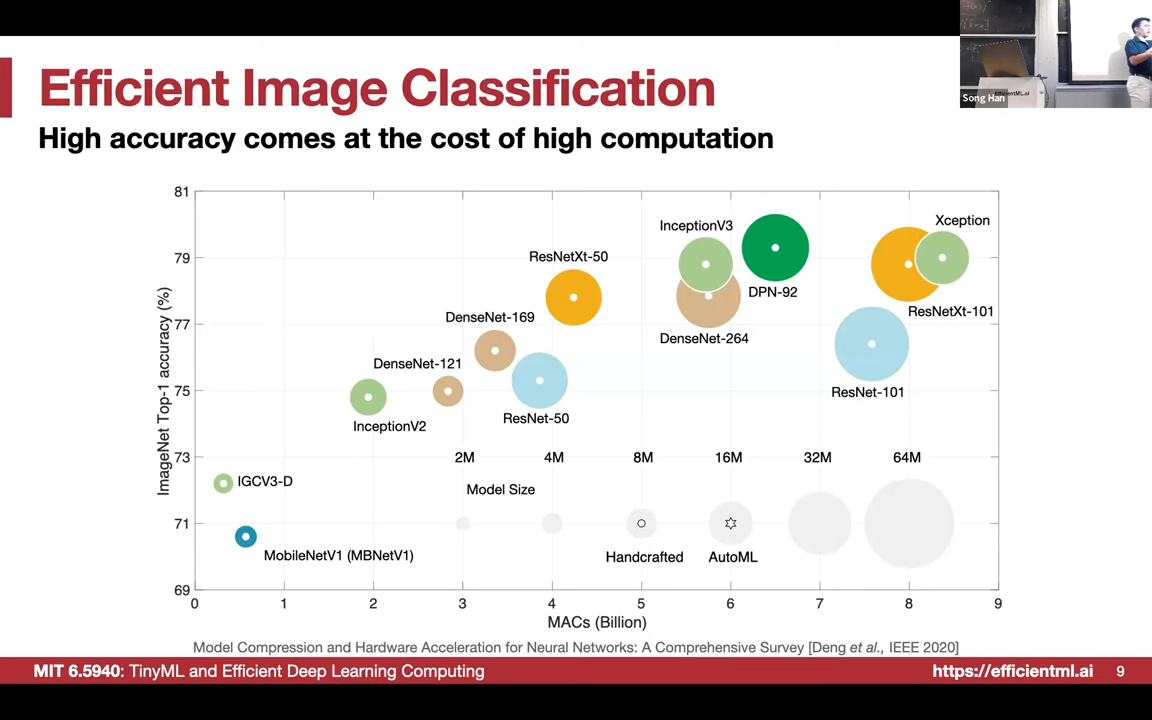 Efficient Image Classification
High accuracy comes at the cost of high computation
Song Han
EfficientML.ai
81
79
77
75
73
71
69
ImageNet Top-1 accuracy (%)
Xception
InceptionV3
ResNetXt-50
DPN-92
ResNetXt-101
DenseNet-169
DenseNet-264
DenseNet-121
ResNet-101
ResNet-50
InceptionV2
2M 4M 8M 16M 32M 64M
IGCV3-D
Model Size
MobileNetV1 (MBNetV1)
Handcrafted
AutoML
0 1 2 3 4 5 6 7 8 9
MACs (Billion)
Model Compression and Hardware Acceleration for Neural Networks: A Comprehensive Survey [Deng et al., IEEE 2020]
MIT 6.5940: TinyML and Efficient Deep Learning Computing
https://efficientml.ai
9